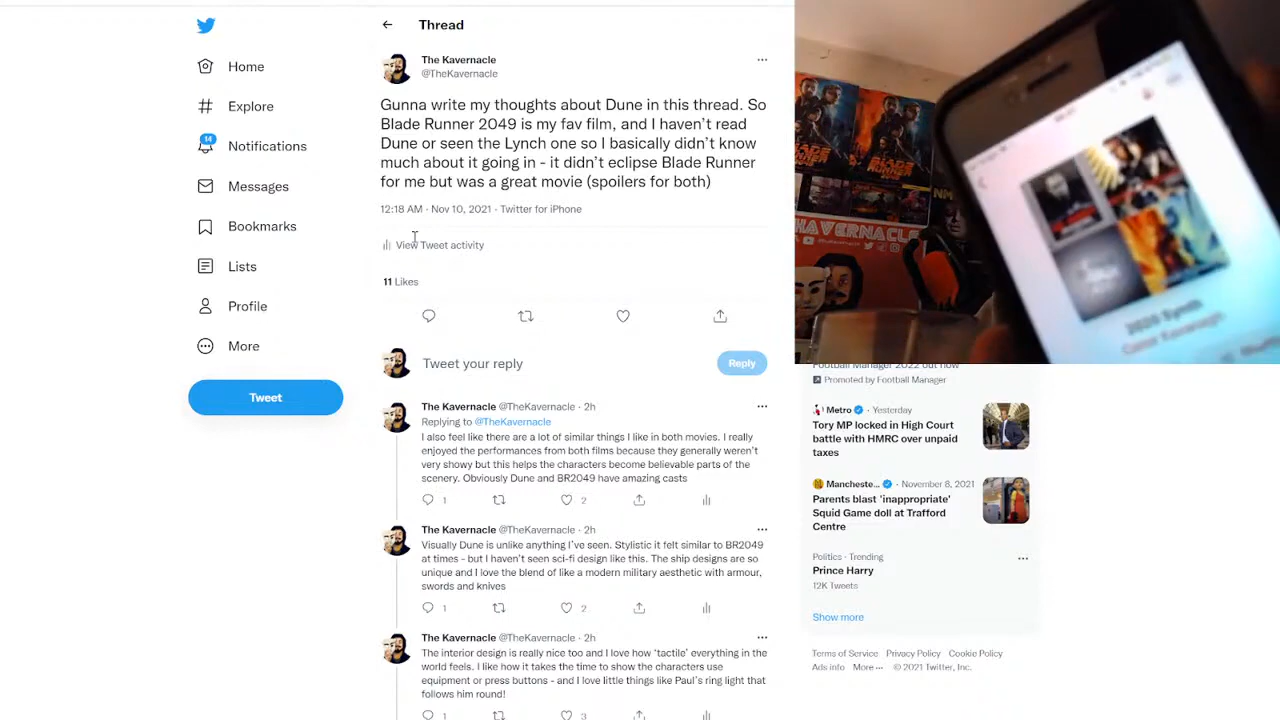 Thread
The Kavernacle
@TheKavernacle
Gunna write my thoughts about Dune in this thread. So
Blade Runner 2049 is my fav film, and I haven't read
Dune or seen the Lynch one so I basically didn't know
much about it going in - it didn't eclipse Blade Runner
for me but was a great movie (spoilers for both)
12:18 AM · Nov 10, 2021 · Twitter for iPhone
View Tweet activity
11 Likes
Tweet your reply
Reply
The Kavernacle @TheKavernacle · 2h
Replying to @TheKavernacle
I also feel like there are a lot of similar things I like in both movies. I really
enjoyed the performances from both films because they generally weren't
very showy but this helps the characters become believable parts of the
scenery. Obviously Dune and BR2049 have amazing casts
1 2
The Kavernacle @TheKavernacle · 2h
Visually Dune is unlike anything I've seen. Stylistic it felt similar to BR2049
at times - but I haven't seen sci-fi design like this. The ship designs are so
unique and I love the blend of like a modern military aesthetic with armour,
swords and knives
1 2
The Kavernacle @TheKavernacle · 2h
The interior design is really nice too and I love how 'tactile' everything in the
world feels. I like how it takes the time to show the characters use
equipment or press buttons - and I love little things like Paul's ring light that
follows him round!
1 3
Home
Explore
14
Notifications
Messages
Bookmarks
Lists
Profile
More
Tweet
BLADE
RUNNER
NM
HAVERNACLE
2020 Synth
Football Manager 2022 out now
Promoted by Football Manager
Metro · Yesterday
Tory MP locked in High Court
battle with HMRC over unpaid
taxes
Mancheste... · November 8, 2021
Parents blast 'inappropriate'
Squid Game doll at Trafford
Centre
Politics · Trending
Prince Harry
12K Tweets
Show more
Terms of Service Privacy Policy Cookie Policy
Ads info More ··· © 2021 Twitter, Inc.